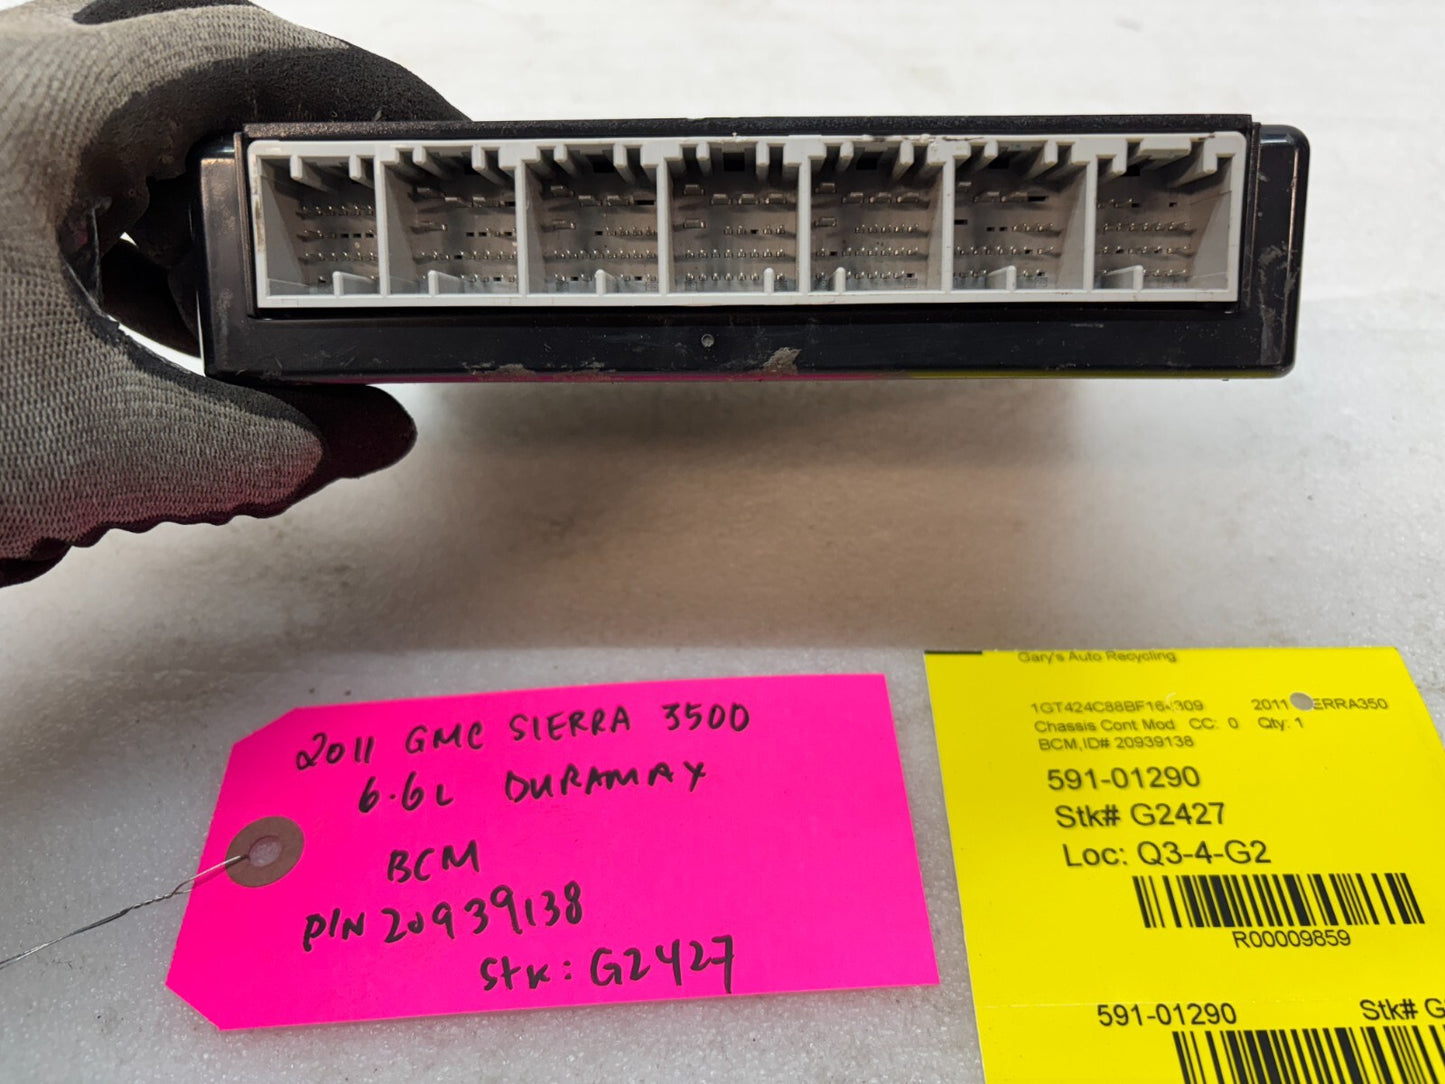 2011 GMC SIERRA 3500
6.6L DURAMAX
BCM
P/N 20939138
Stk: G2427
Gary's Auto Recycling
2011
Chassis Cont Mod CC: 0 Qty: 1
BCM,ID# 20939138
591-01290
Stk# G2427
Loc: Q3-4-G2
R00009859
591-01290 Stk# G